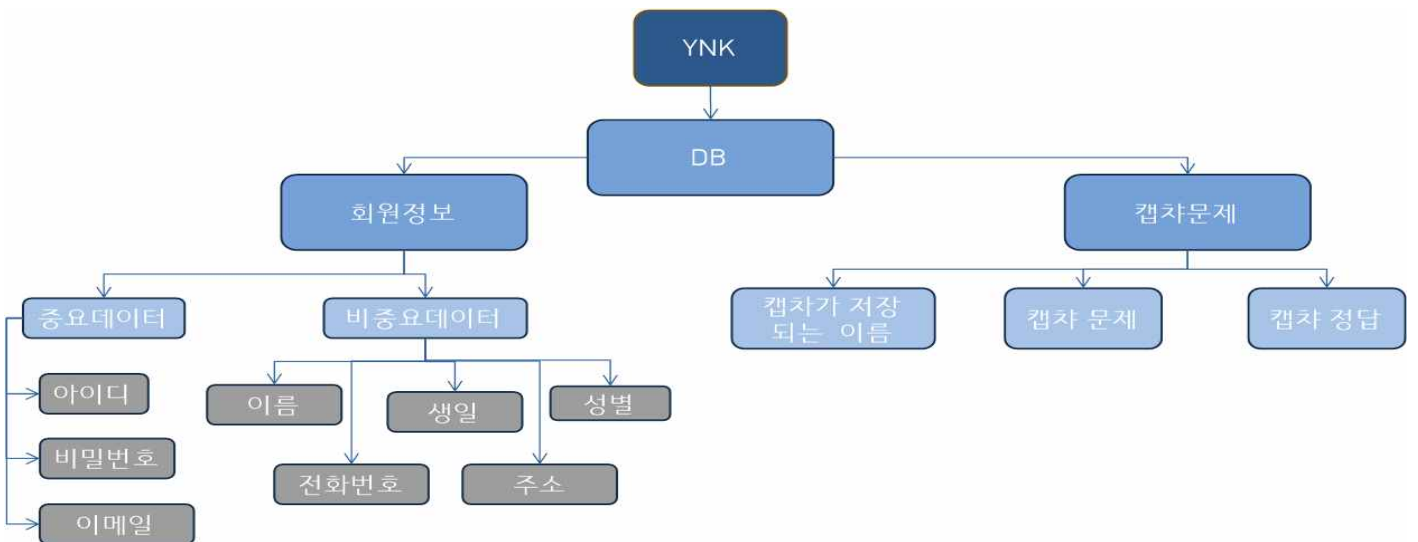 YNK
DB
회원정보
캡챠문제
중요데이터
비중요데이터
캡차가 저장
되는 이름
캡챠 문제
캡챠 정답
아이디
이름
생일
성별
비밀번호
전화번호
주소
이메일